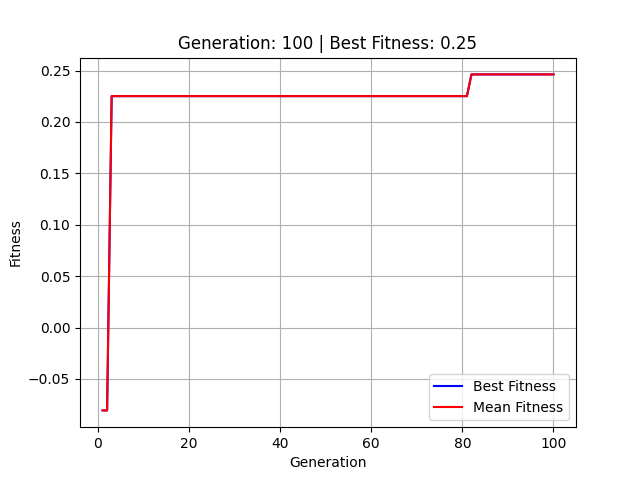 Generation: 100 | Best Fitness: 0.25
0.25
0.20
0.15
0.10
0.05
0.00
−0.05
Fitness
Best Fitness
Mean Fitness
0 20 40 60 80 100
Generation